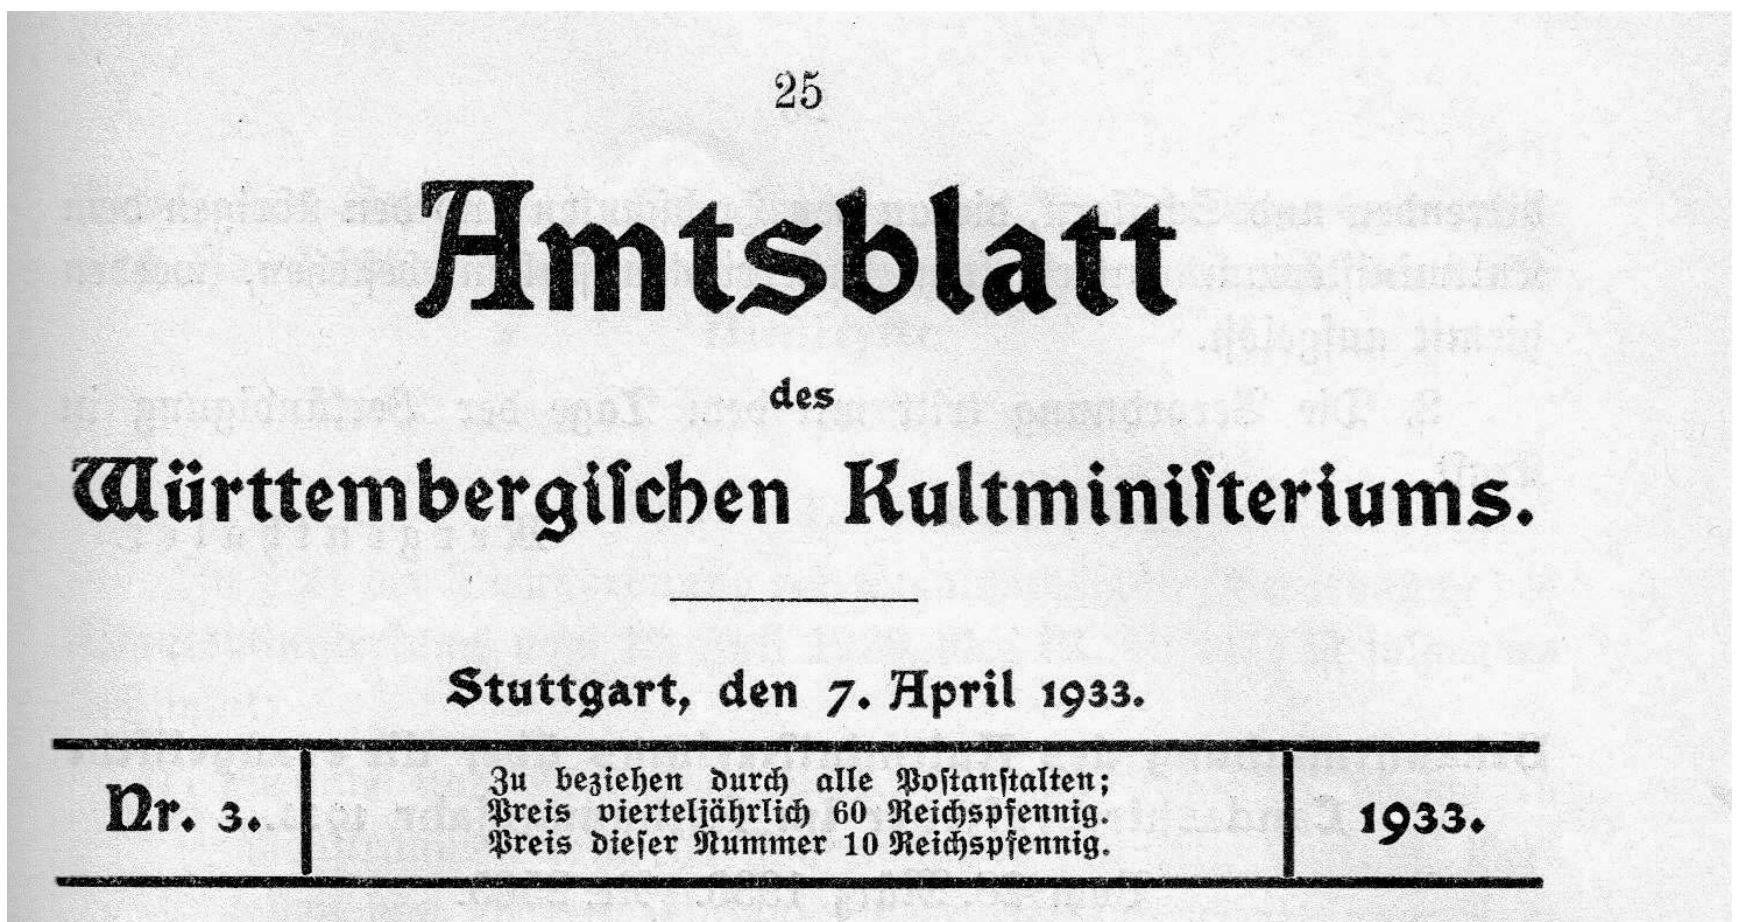 25
Amtsblatt
des
Württembergiſchen Kultminiſteriums.
Stuttgart, den 7. April 1933.
Nr. 3.
Zu beziehen durch alle Poſtanſtalten;
Preis vierteljährlich 60 Reichspfennig.
Preis dieſer Nummer 10 Reichspfennig.
1933.